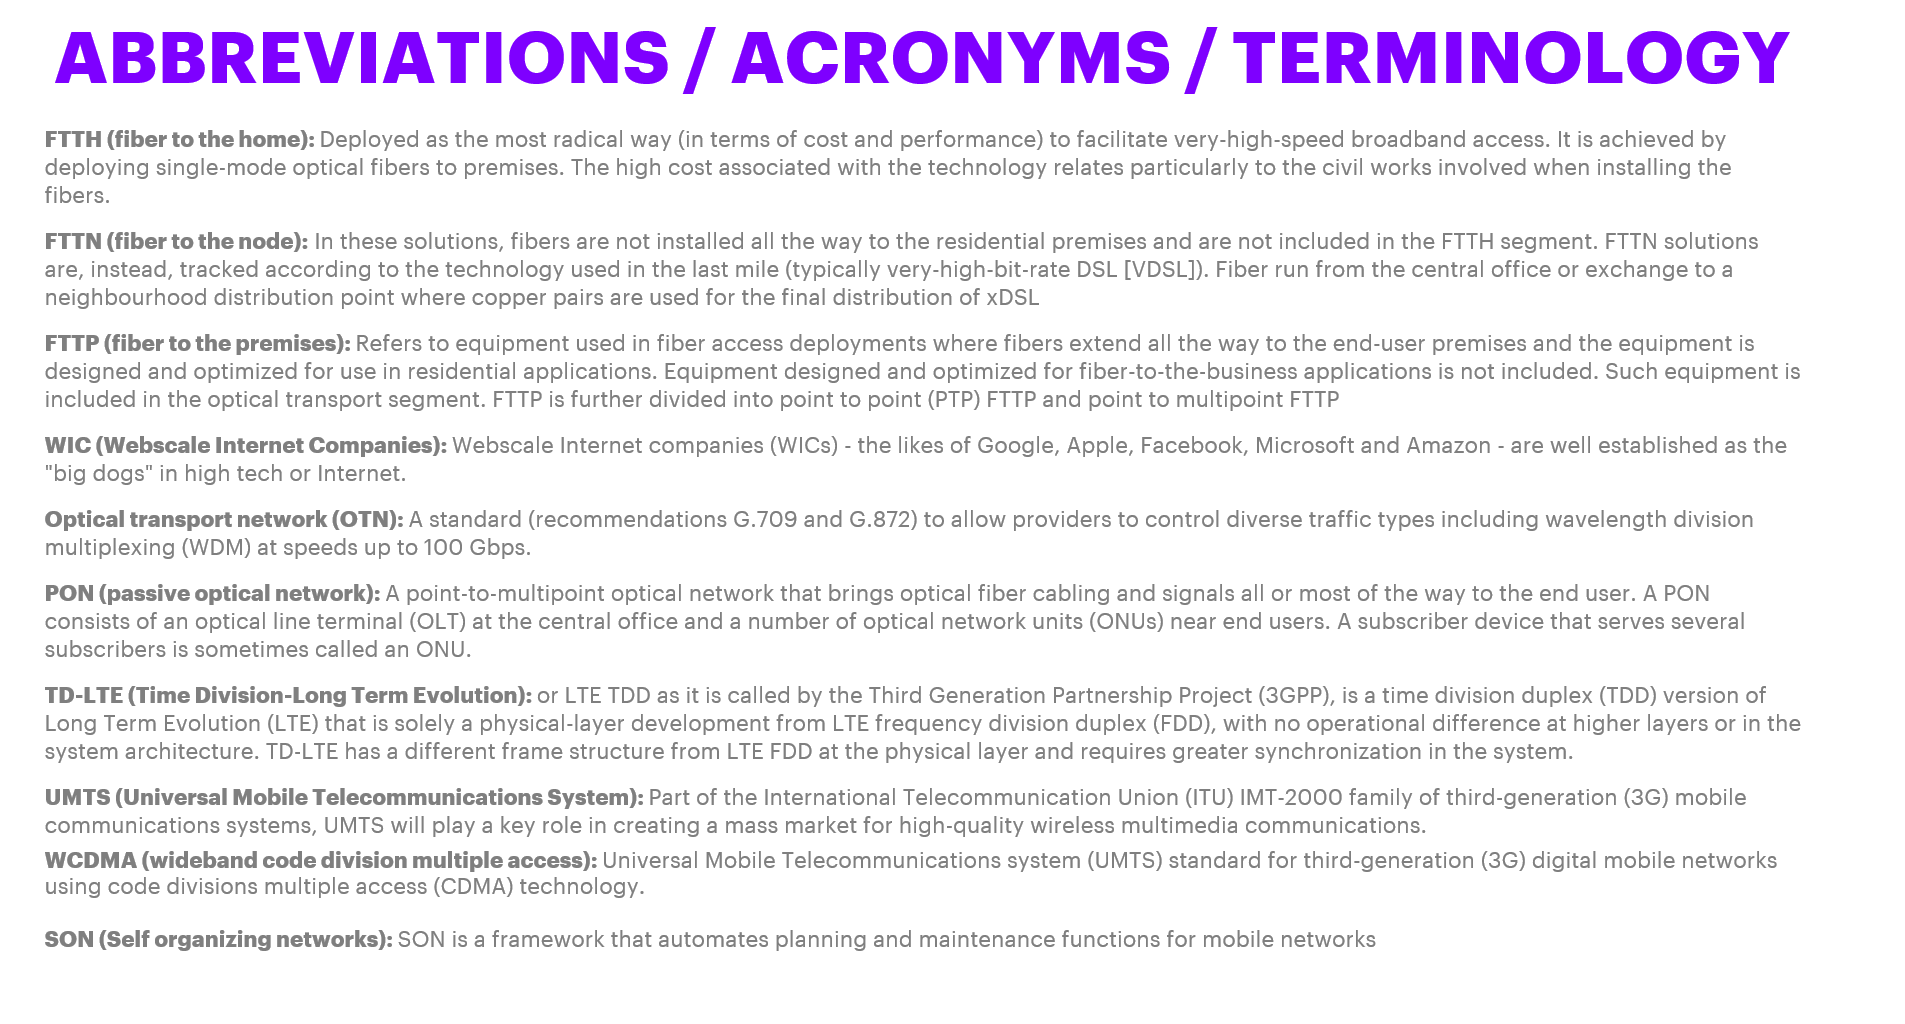 ABBREVIATIONS / ACRONYMS / TERMINOLOGY
FTTH (fiber to the home): Deployed as the most radical way (in terms of cost and performance) to facilitate very-high-speed broadband access. It is achieved by
deploying single-mode optical fibers to premises. The high cost associated with the technology relates particularly to the civil works involved when installing the
fibers.
FTTN (fiber to the node): In these solutions, fibers are not installed all the way to the residential premises and are not included in the FTTH segment. FTTN solutions
are, instead, tracked according to the technology used in the last mile (typically very-high-bit-rate DSL [VDSL]). Fiber run from the central office or exchange to a
neighbourhood distribution point where copper pairs are used for the final distribution of xDSL
FTTP (fiber to the premises): Refers to equipment used in fiber access deployments where fibers extend all the way to the end-user premises and the equipment is
designed and optimized for use in residential applications. Equipment designed and optimized for fiber-to-the-business applications is not included. Such equipment is
included in the optical transport segment. FTTP is further divided into point to point (PTP) FTTP and point to multipoint FTTP
WIC (Webscale Internet Companies): Webscale Internet companies (WICs) - the likes of Google, Apple, Facebook, Microsoft and Amazon - are well established as the
"big dogs" in high tech or Internet.
Optical transport network (OTN): A standard (recommendations G.709 and G.872) to allow providers to control diverse traffic types including wavelength division
multiplexing (WDM) at speeds up to 100 Gbps.
PON (passive optical network): A point-to-multipoint optical network that brings optical fiber cabling and signals all or most of the way to the end user. A PON
consists of an optical line terminal (OLT) at the central office and a number of optical network units (ONUs) near end users. A subscriber device that serves several
subscribers is sometimes called an ONU.
TD-LTE (Time Division-Long Term Evolution): or LTE TDD as it is called by the Third Generation Partnership Project (3GPP), is a time division duplex (TDD) version of
Long Term Evolution (LTE) that is solely a physical-layer development from LTE frequency division duplex (FDD), with no operational difference at higher layers or in the
system architecture. TD-LTE has a different frame structure from LTE FDD at the physical layer and requires greater synchronization in the system.
UMTS (Universal Mobile Telecommunications System): Part of the International Telecommunication Union (ITU) IMT-2000 family of third-generation (3G) mobile
communications systems, UMTS will play a key role in creating a mass market for high-quality wireless multimedia communications.
WCDMA (wideband code division multiple access): Universal Mobile Telecommunications system (UMTS) standard for third-generation (3G) digital mobile networks
using code divisions multiple access (CDMA) technology.
SON (Self organizing networks): SON is a framework that automates planning and maintenance functions for mobile networks